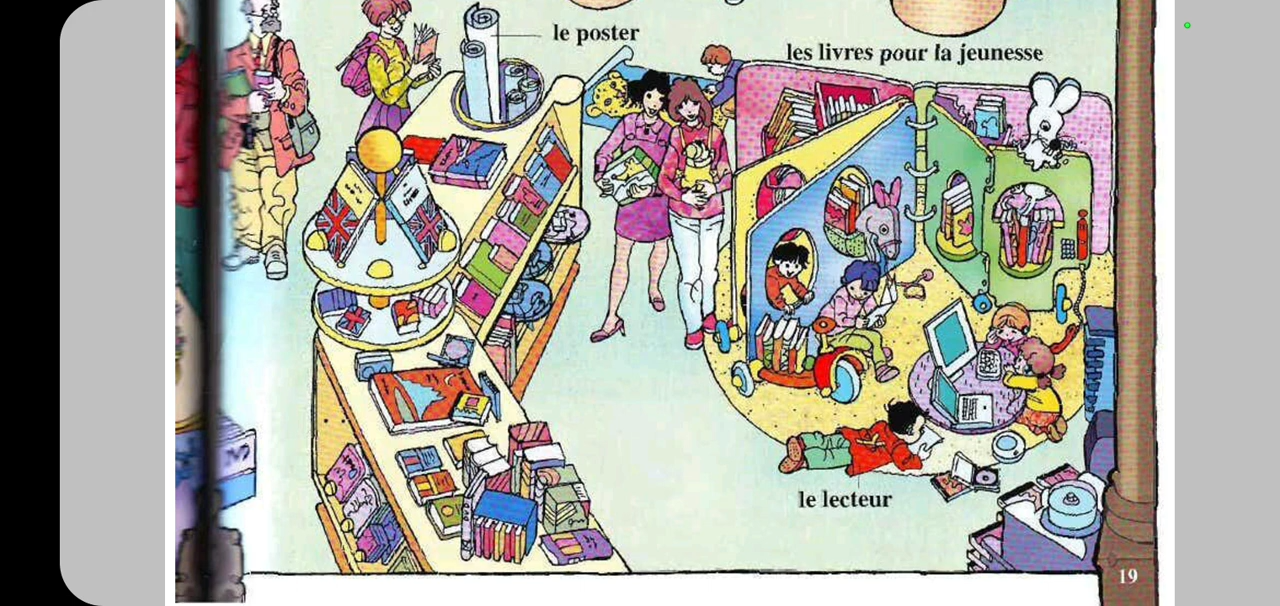 le poster
les livres pour la jeunesse
le lecteur
19